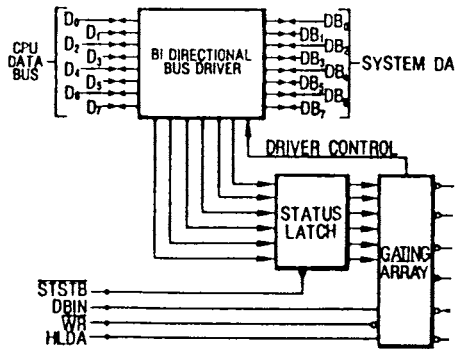 CPU
DATA
BUS
D0
D1
D2
D3
D4
D5
D6
D7
BI DIRECTIONAL
BUS DRIVER
DB0
DB1
DB2
DB3
DB4
DB5
DB6
DB7
SYSTEM DA
DRIVER CONTROL
STATUS
LATCH
GATING
ARRAY
STSTB
DBIN
WR
HLDA